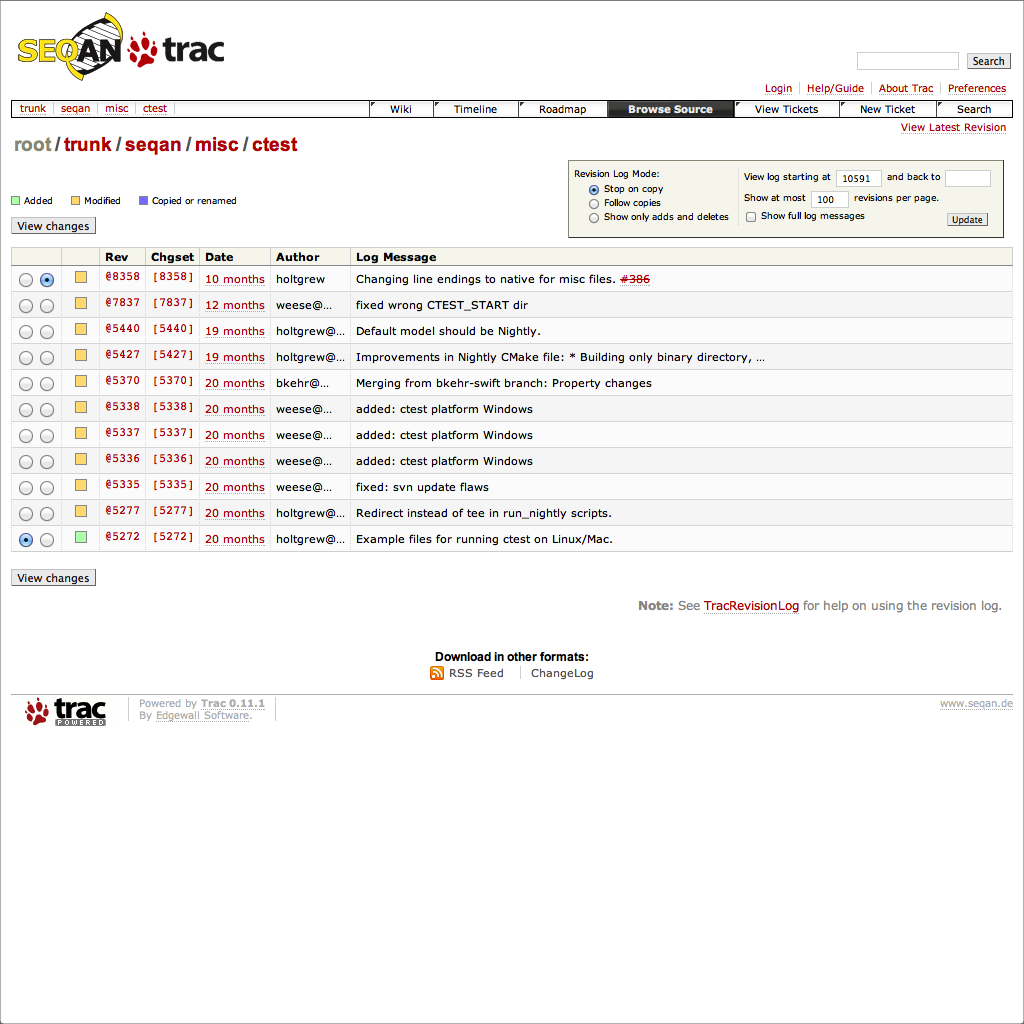 SEQAN trac
Search
Login Help/Guide About Trac Preferences
trunk seqan misc ctest Wiki Timeline Roadmap Browse Source View Tickets New Ticket Search
View Latest Revision
root / trunk / seqan / misc / ctest
Revision Log Mode:
Stop on copy
Follow copies
Show only adds and deletes
View log starting at 10591 and back to
Show at most 100 revisions per page.
Show full log messages
Update
Added Modified Copied or renamed
View changes
Rev Chgset Date Author Log Message
@8358 [8358] 10 months holtgrew Changing line endings to native for misc files. #386
@7837 [7837] 12 months weese@… fixed wrong CTEST_START dir
@5440 [5440] 19 months holtgrew@… Default model should be Nightly.
@5427 [5427] 19 months holtgrew@… Improvements in Nightly CMake file: * Building only binary directory, …
@5370 [5370] 20 months bkehr@… Merging from bkehr-swift branch: Property changes
@5338 [5338] 20 months weese@… added: ctest platform Windows
@5337 [5337] 20 months weese@… added: ctest platform Windows
@5336 [5336] 20 months weese@… added: ctest platform Windows
@5335 [5335] 20 months weese@… fixed: svn update flaws
@5277 [5277] 20 months holtgrew@… Redirect instead of tee in run_nightly scripts.
@5272 [5272] 20 months holtgrew@… Example files for running ctest on Linux/Mac.
View changes
Note: See TracRevisionLog for help on using the revision log.
Download in other formats:
RSS Feed ChangeLog
trac POWERED
Powered by Trac 0.11.1
By Edgewall Software.
www.seqan.de